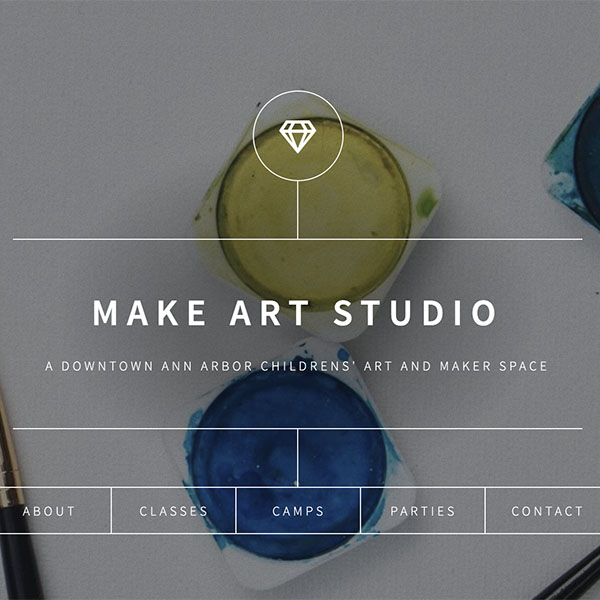 MAKE ART STUDIO
A DOWNTOWN ANN ARBOR CHILDRENS' ART AND MAKER SPACE
ABOUT CLASSES CAMPS PARTIES CONTACT